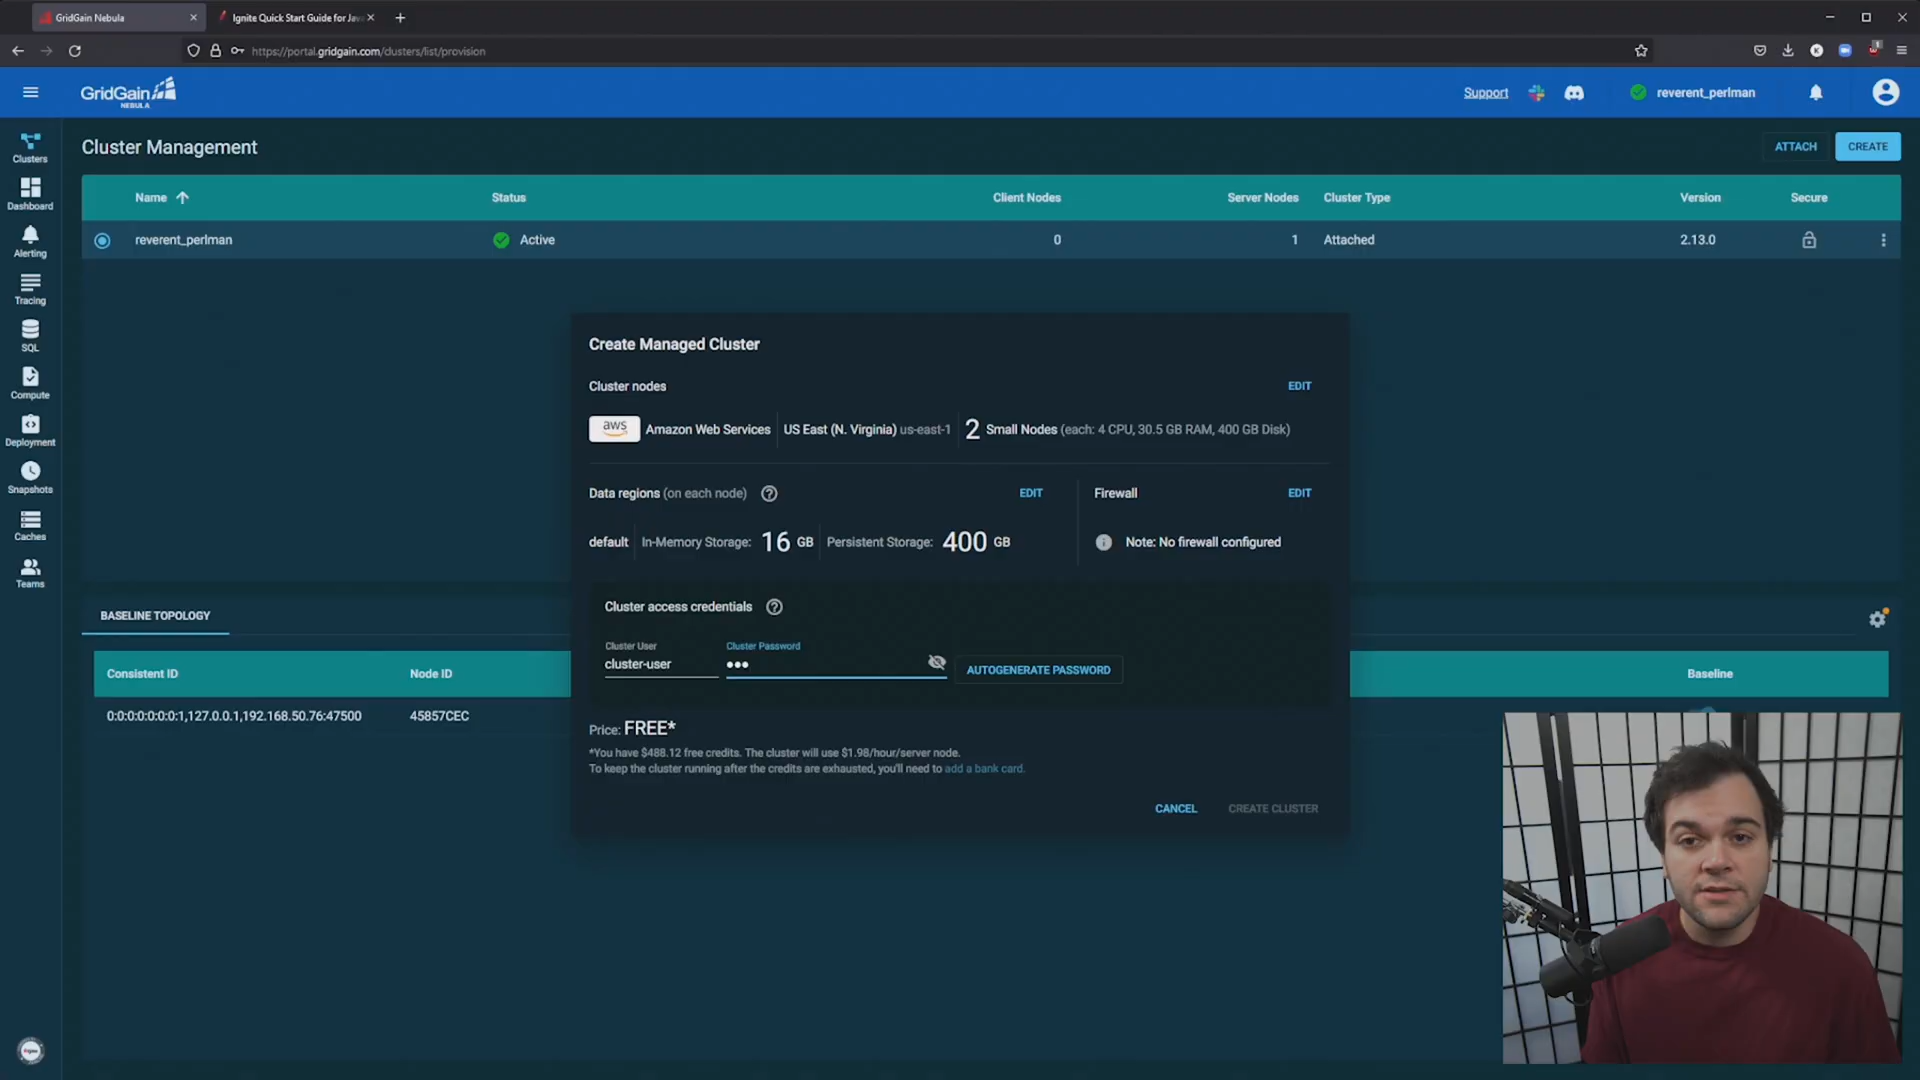 GridGain Nebula
Ignite Quick Start Guide for Jav
https://portal.gridgain.com/clusters/list/provision
GridGain
NEBULA
Support
reverent_perlman
Clusters
Dashboard
Alerting
Tracing
SQL
Compute
Deployment
Snapshots
Caches
Teams
Cluster Management
ATTACH
CREATE
Name Status Client Nodes Server Nodes Cluster Type Version Secure
reverent_perlman Active 0 1 Attached 2.13.0
Create Managed Cluster
Cluster nodes
EDIT
aws Amazon Web Services US East (N. Virginia) us-east-1 2 Small Nodes (each: 4 CPU, 30.5 GB RAM, 400 GB Disk)
Data regions (on each node) ? EDIT
Firewall EDIT
default In-Memory Storage: 16 GB Persistent Storage: 400 GB
Note: No firewall configured
Cluster access credentials ?
Cluster User
cluster-user
Cluster Password
•••
AUTOGENERATE PASSWORD
Price: FREE*
*You have $488.12 free credits. The cluster will use $1.98/hour/server node.
To keep the cluster running after the credits are exhausted, you'll need to add a bank card.
CANCEL
CREATE CLUSTER
BASELINE TOPOLOGY
Consistent ID Node ID Baseline
0:0:0:0:0:0:0:1,127.0.0.1,192.168.50.76:47500 45857CEC